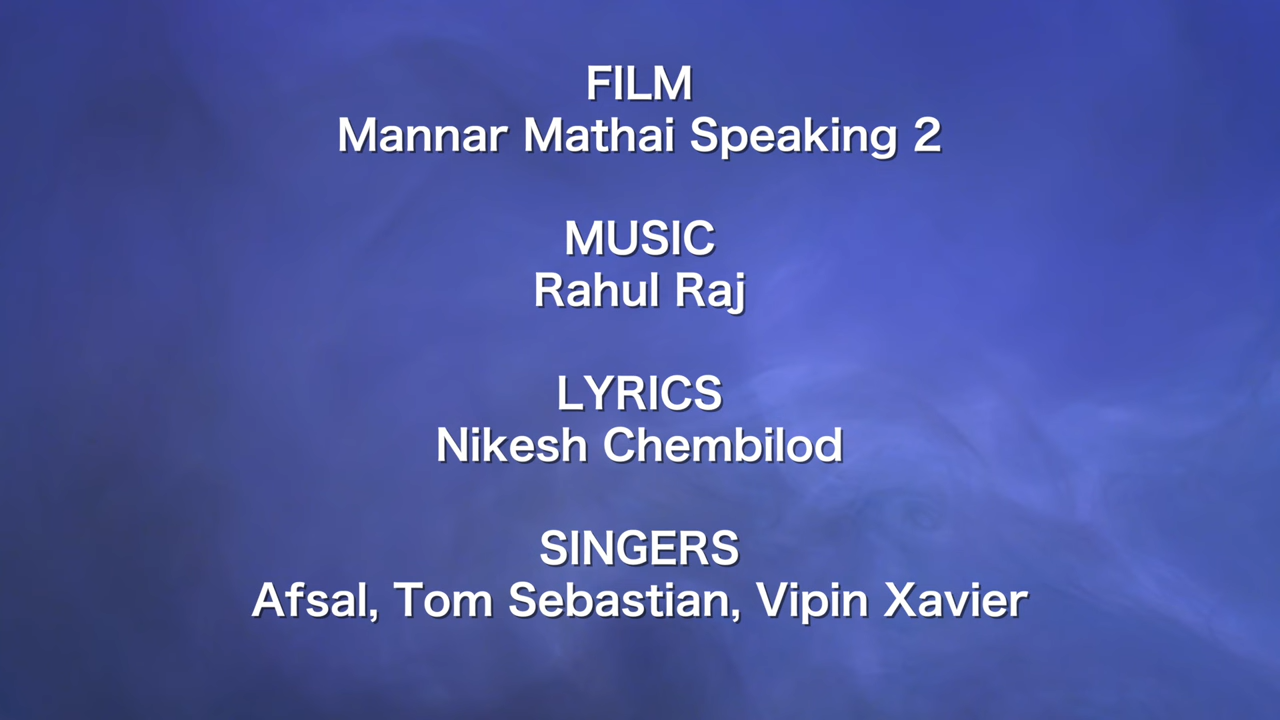 FILM
Mannar Mathai Speaking 2
MUSIC
Rahul Raj
LYRICS
Nikesh Chembilod
SINGERS
Afsal, Tom Sebastian, Vipin Xavier